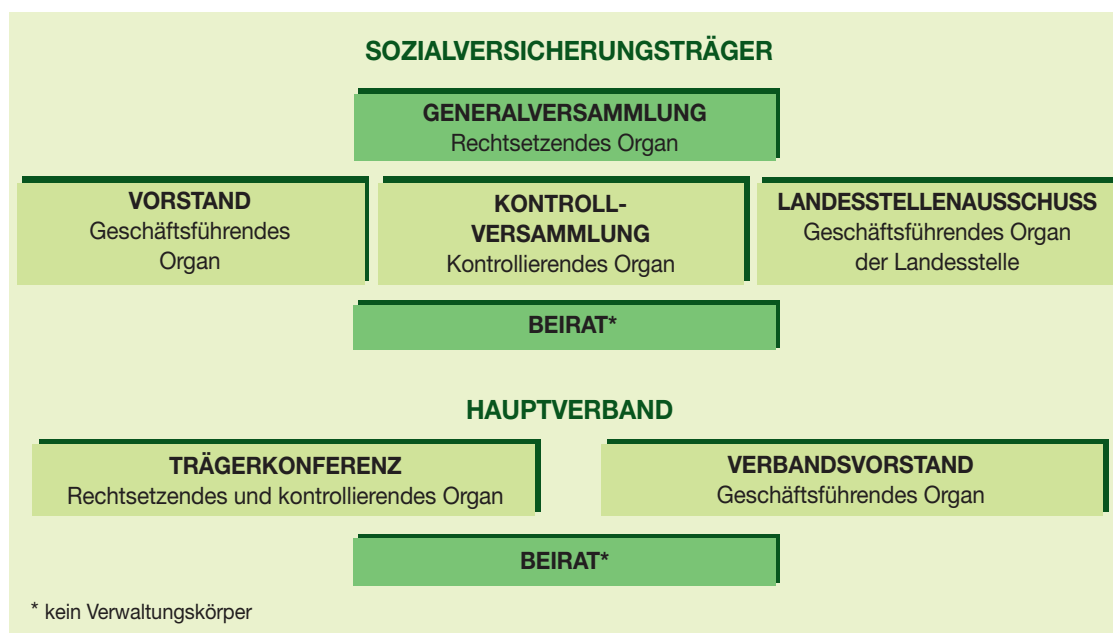 SOZIALVERSICHERUNGSTRÄGER
GENERALVERSAMMLUNG
Rechtsetzendes Organ
VORSTAND
Geschäftsführendes
Organ
KONTROLL-
VERSAMMLUNG
Kontrollierendes Organ
LANDESSTELLENAUSSCHUSS
Geschäftsführendes Organ
der Landesstelle
BEIRAT*
HAUPTVERBAND
TRÄGERKONFERENZ
Rechtsetzendes und kontrollierendes Organ
VERBANDSVORSTAND
Geschäftsführendes Organ
BEIRAT*
* kein Verwaltungskörper